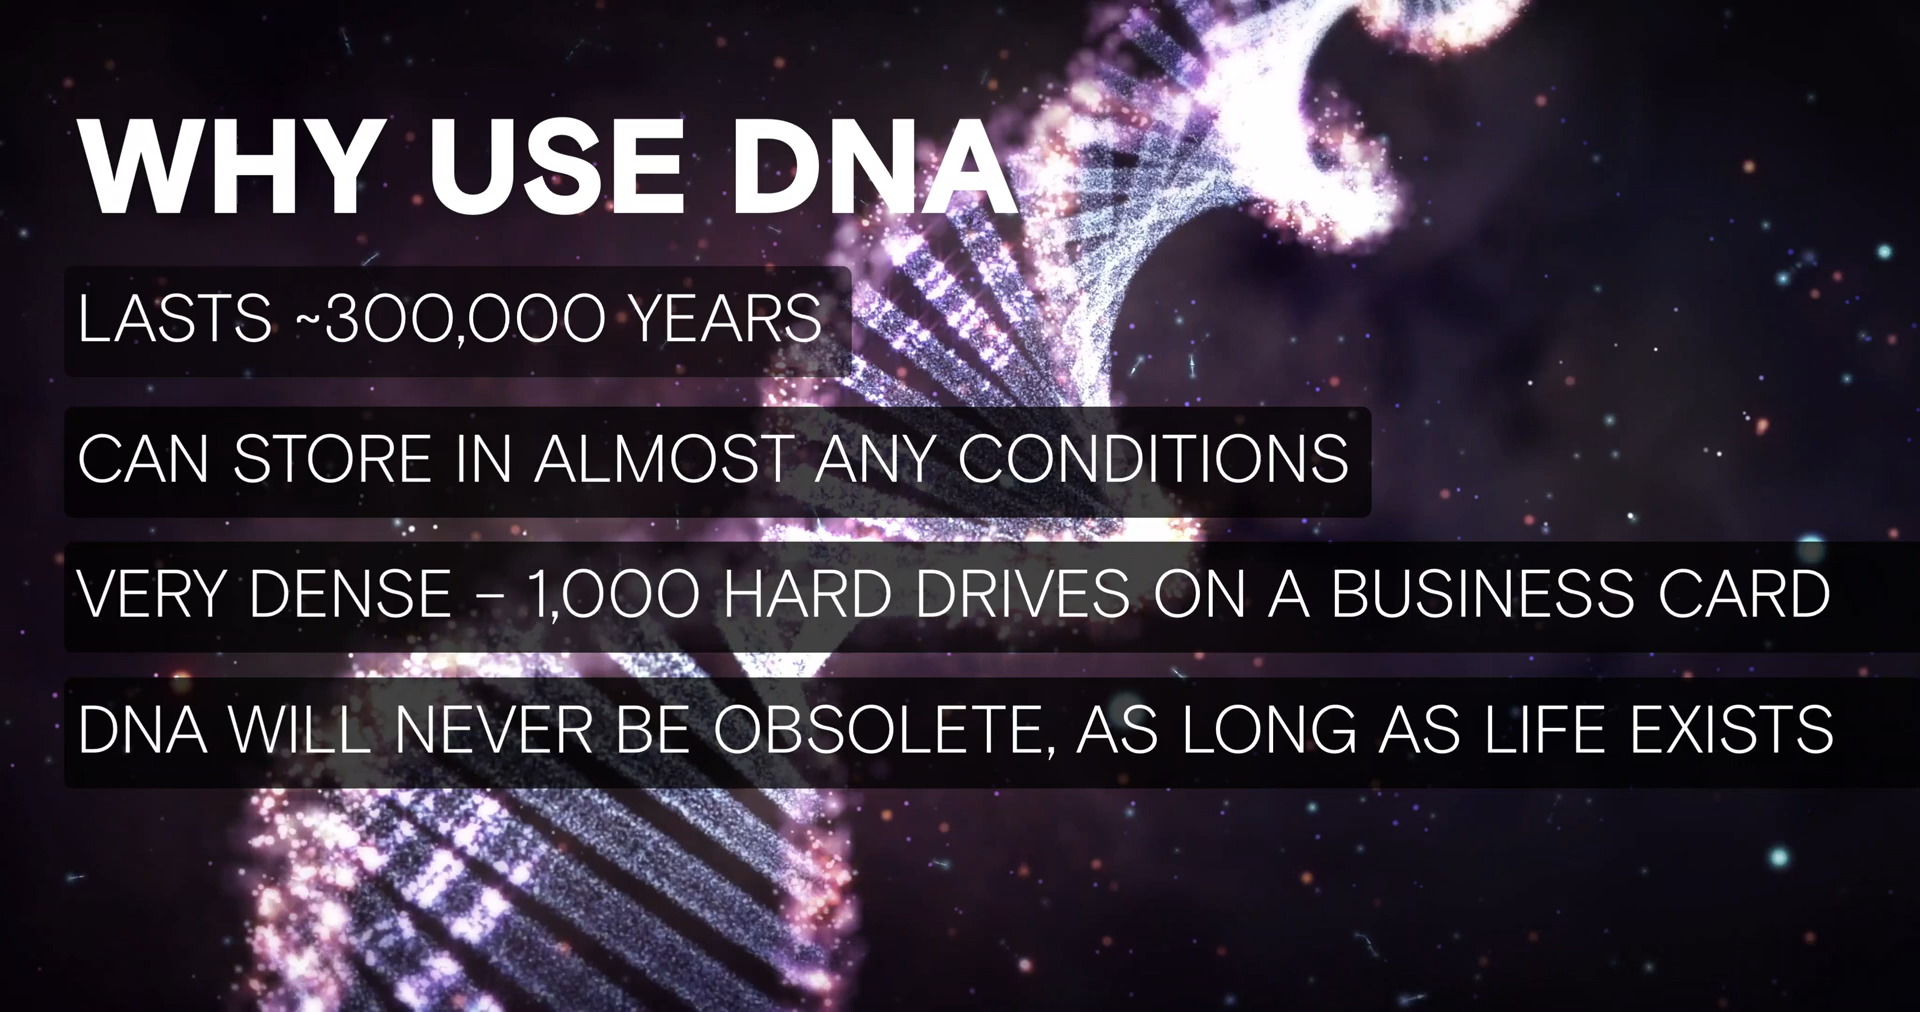 WHY USE DNA
LASTS ~300,000 YEARS
CAN STORE IN ALMOST ANY CONDITIONS
VERY DENSE – 1,000 HARD DRIVES ON A BUSINESS CARD
DNA WILL NEVER BE OBSOLETE, AS LONG AS LIFE EXISTS